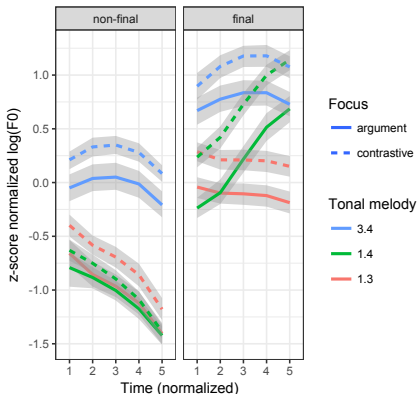 non-final final
1.0
0.5
0.0
-0.5
-1.0
-1.5
z-score normalized log(F0)
1 2 3 4 5 1 2 3 4 5
Time (normalized)
Focus
argument
contrastive
Tonal melody
3.4
1.4
1.3